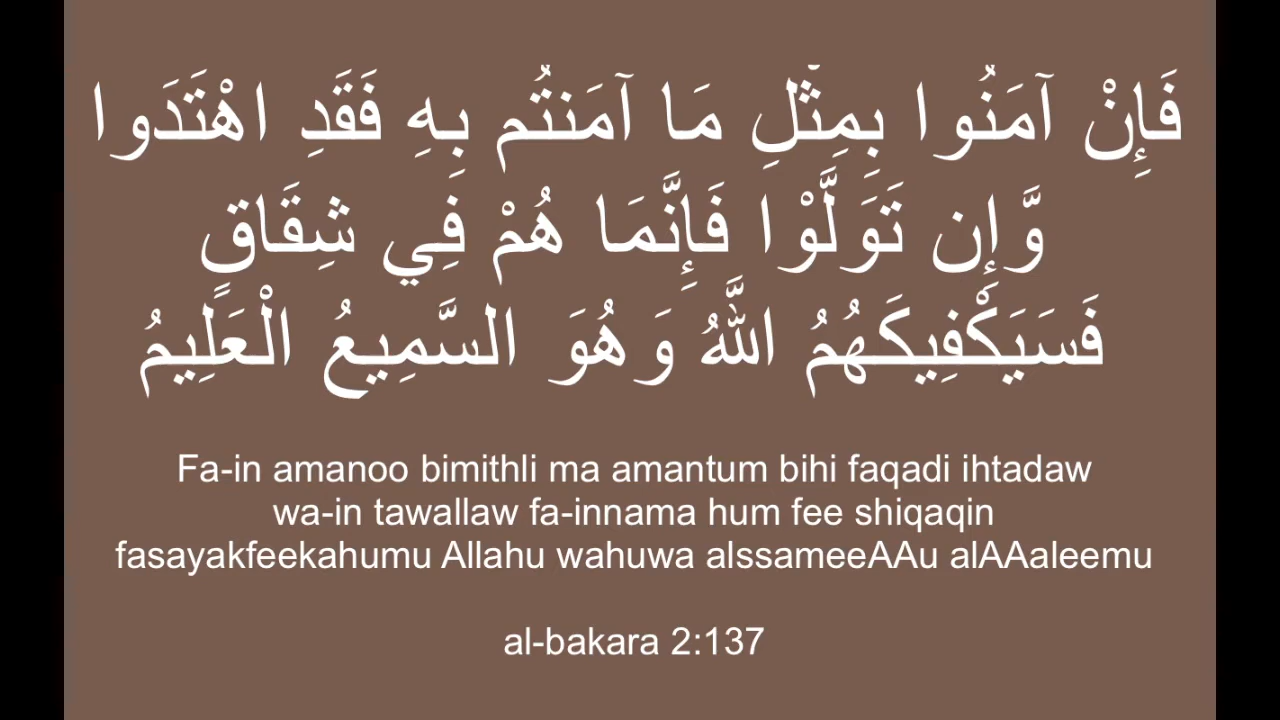 فَإِنْ آمَنُوا بِمِثْلِ مَا آمَنتُم بِهِ فَقَدِ اهْتَدَوا
وَّإِن تَوَلَّوْا فَإِنَّمَا هُمْ فِي شِقَاقٍ
فَسَيَكْفِيكَهُمُ اللَّهُ وَهُوَ السَّمِيعُ الْعَلِيمُ
Fa-in amanoo bimithli ma amantum bihi faqadi ihtadaw
wa-in tawallaw fa-innama hum fee shiqaqin
fasayakfeekahumu Allahu wahuwa alssameeAAu alAAaleemu
al-bakara 2:137